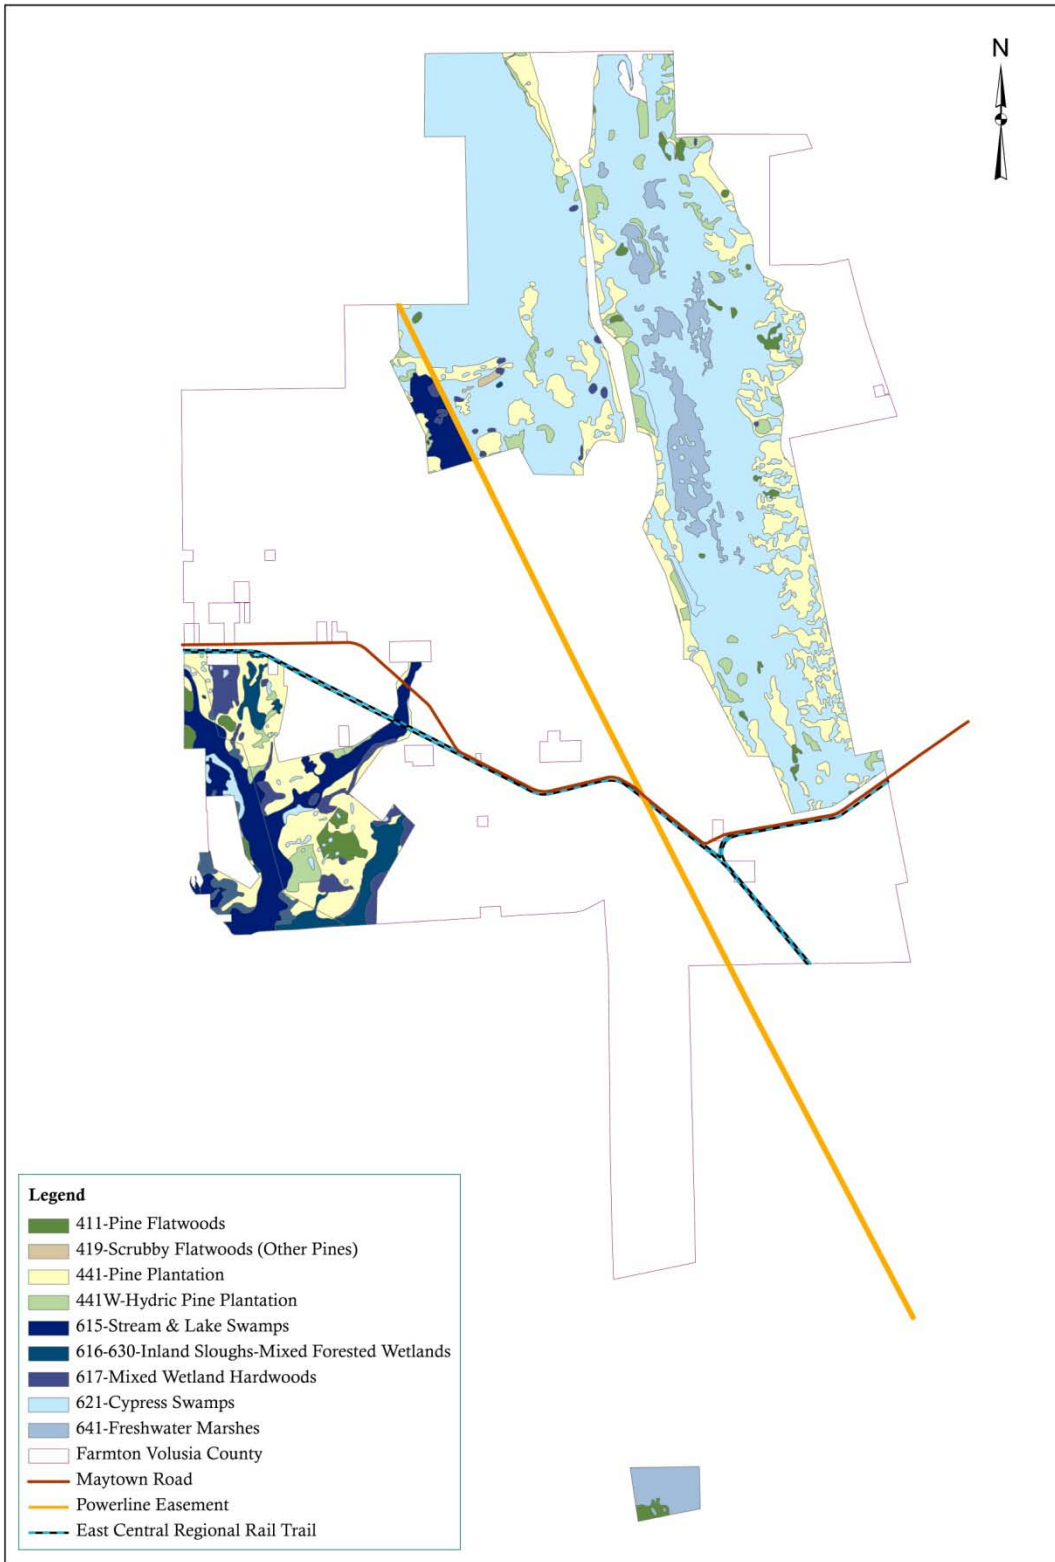 N
Legend
411-Pine Flatwoods
419-Scrubby Flatwoods (Other Pines)
441-Pine Plantation
441W-Hydric Pine Plantation
615-Stream & Lake Swamps
616-630-Inland Sloughs-Mixed Forested Wetlands
617-Mixed Wetland Hardwoods
621-Cypress Swamps
641-Freshwater Marshes
Farmton Volusia County
Maytown Road
Powerline Easement
East Central Regional Rail Trail